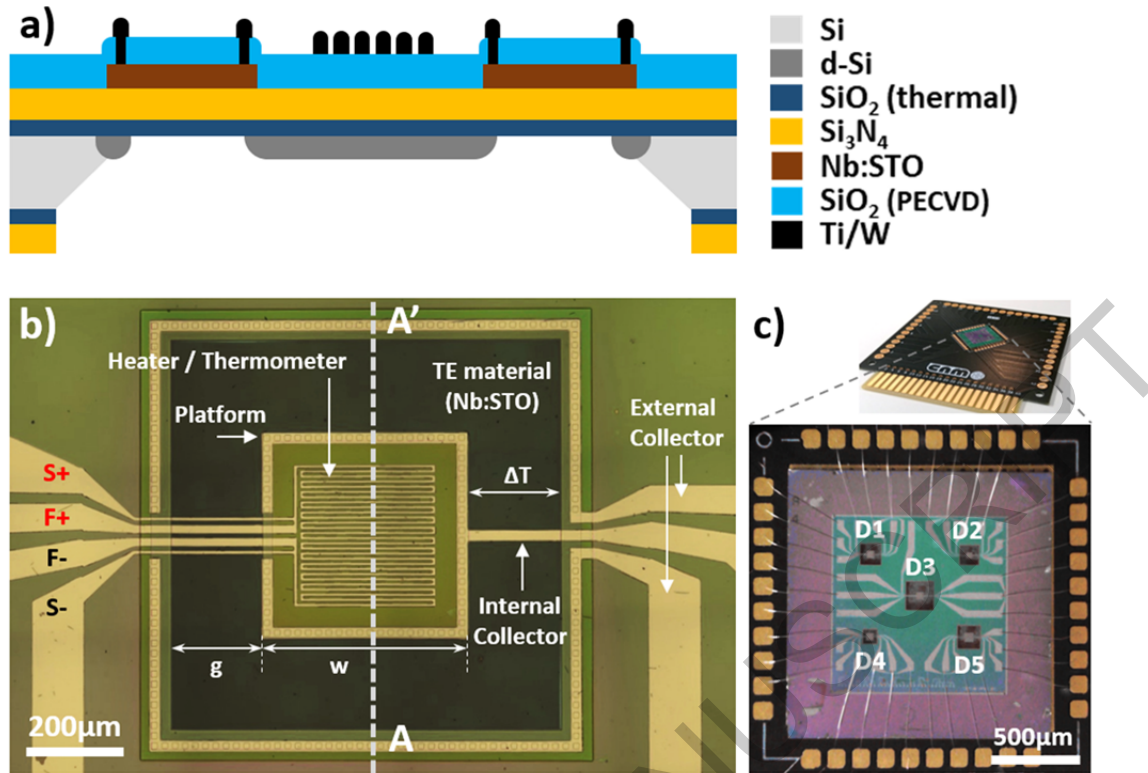 a)
Si
d-Si
SiO₂ (thermal)
Si₃N₄
Nb:STO
SiO₂ (PECVD)
Ti/W
b)
A'
Heater / Thermometer
TE material
(Nb:STO)
Platform
External
Collector
S+
F+
F-
S-
ΔT
Internal
Collector
g
w
200μm
A
c)
D1
D2
D3
D4
D5
500μm